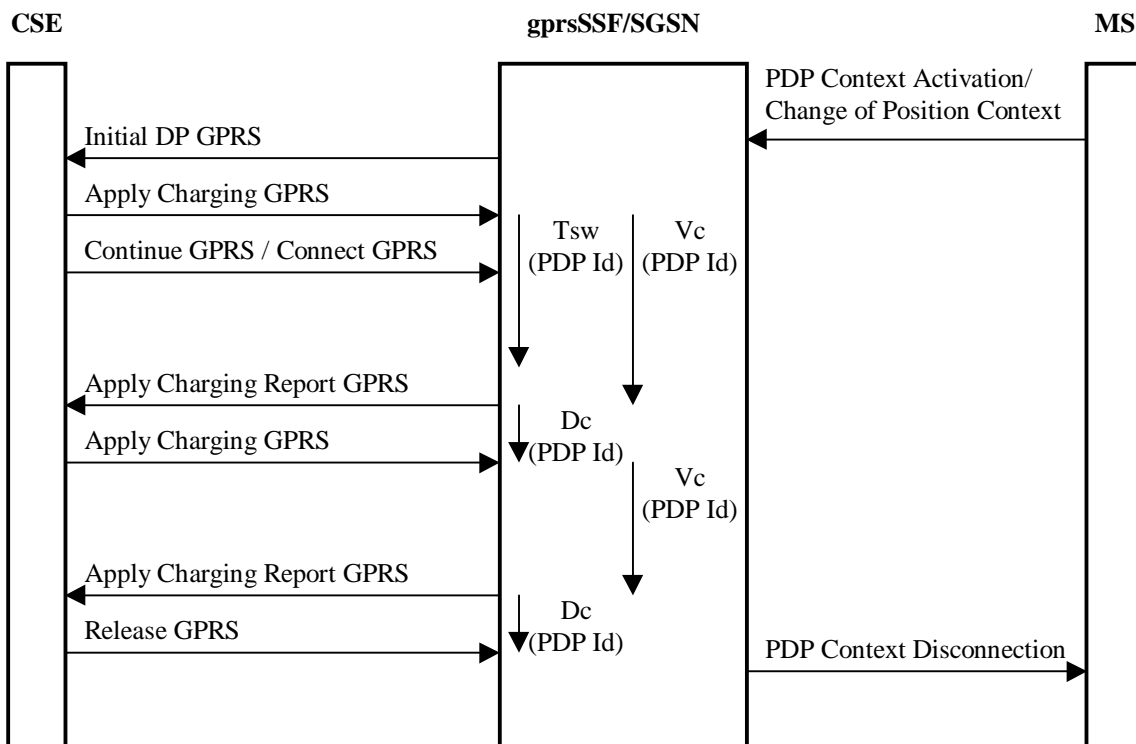 CSE
gprsSSF/SGSN
MS
PDP Context Activation/
Change of Position Context
Initial DP GPRS
Apply Charging GPRS
Tsw
(PDP Id)
Vc
(PDP Id)
Continue GPRS / Connect GPRS
Apply Charging Report GPRS
Dc
(PDP Id)
Apply Charging GPRS
Vc
(PDP Id)
Apply Charging Report GPRS
Dc
(PDP Id)
Release GPRS
PDP Context Disconnection